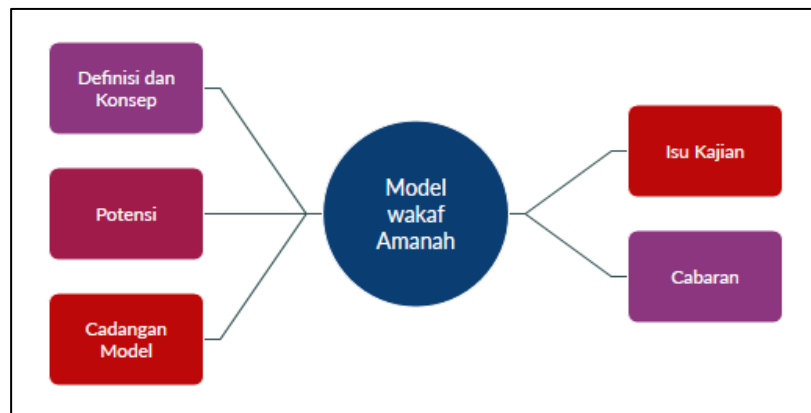 Definisi dan
Konsep
Potensi
Cadangan
Model
Model
wakaf
Amanah
Isu Kajian
Cabaran